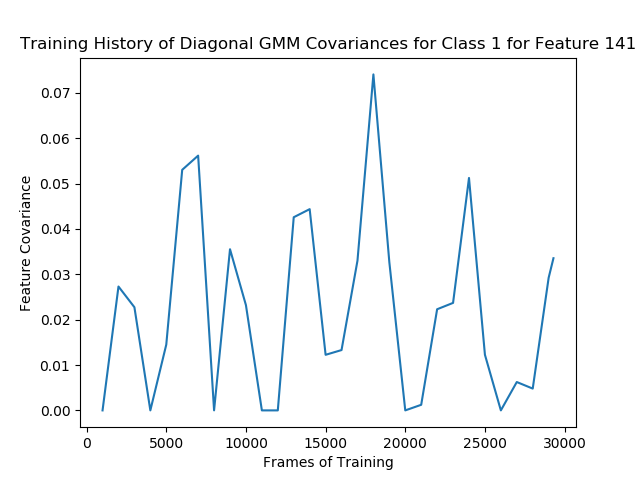 Training History of Diagonal GMM Covariances for Class 1 for Feature 141
Feature Covariance
0.07
0.06
0.05
0.04
0.03
0.02
0.01
0.00
0 5000 10000 15000 20000 25000 30000
Frames of Training